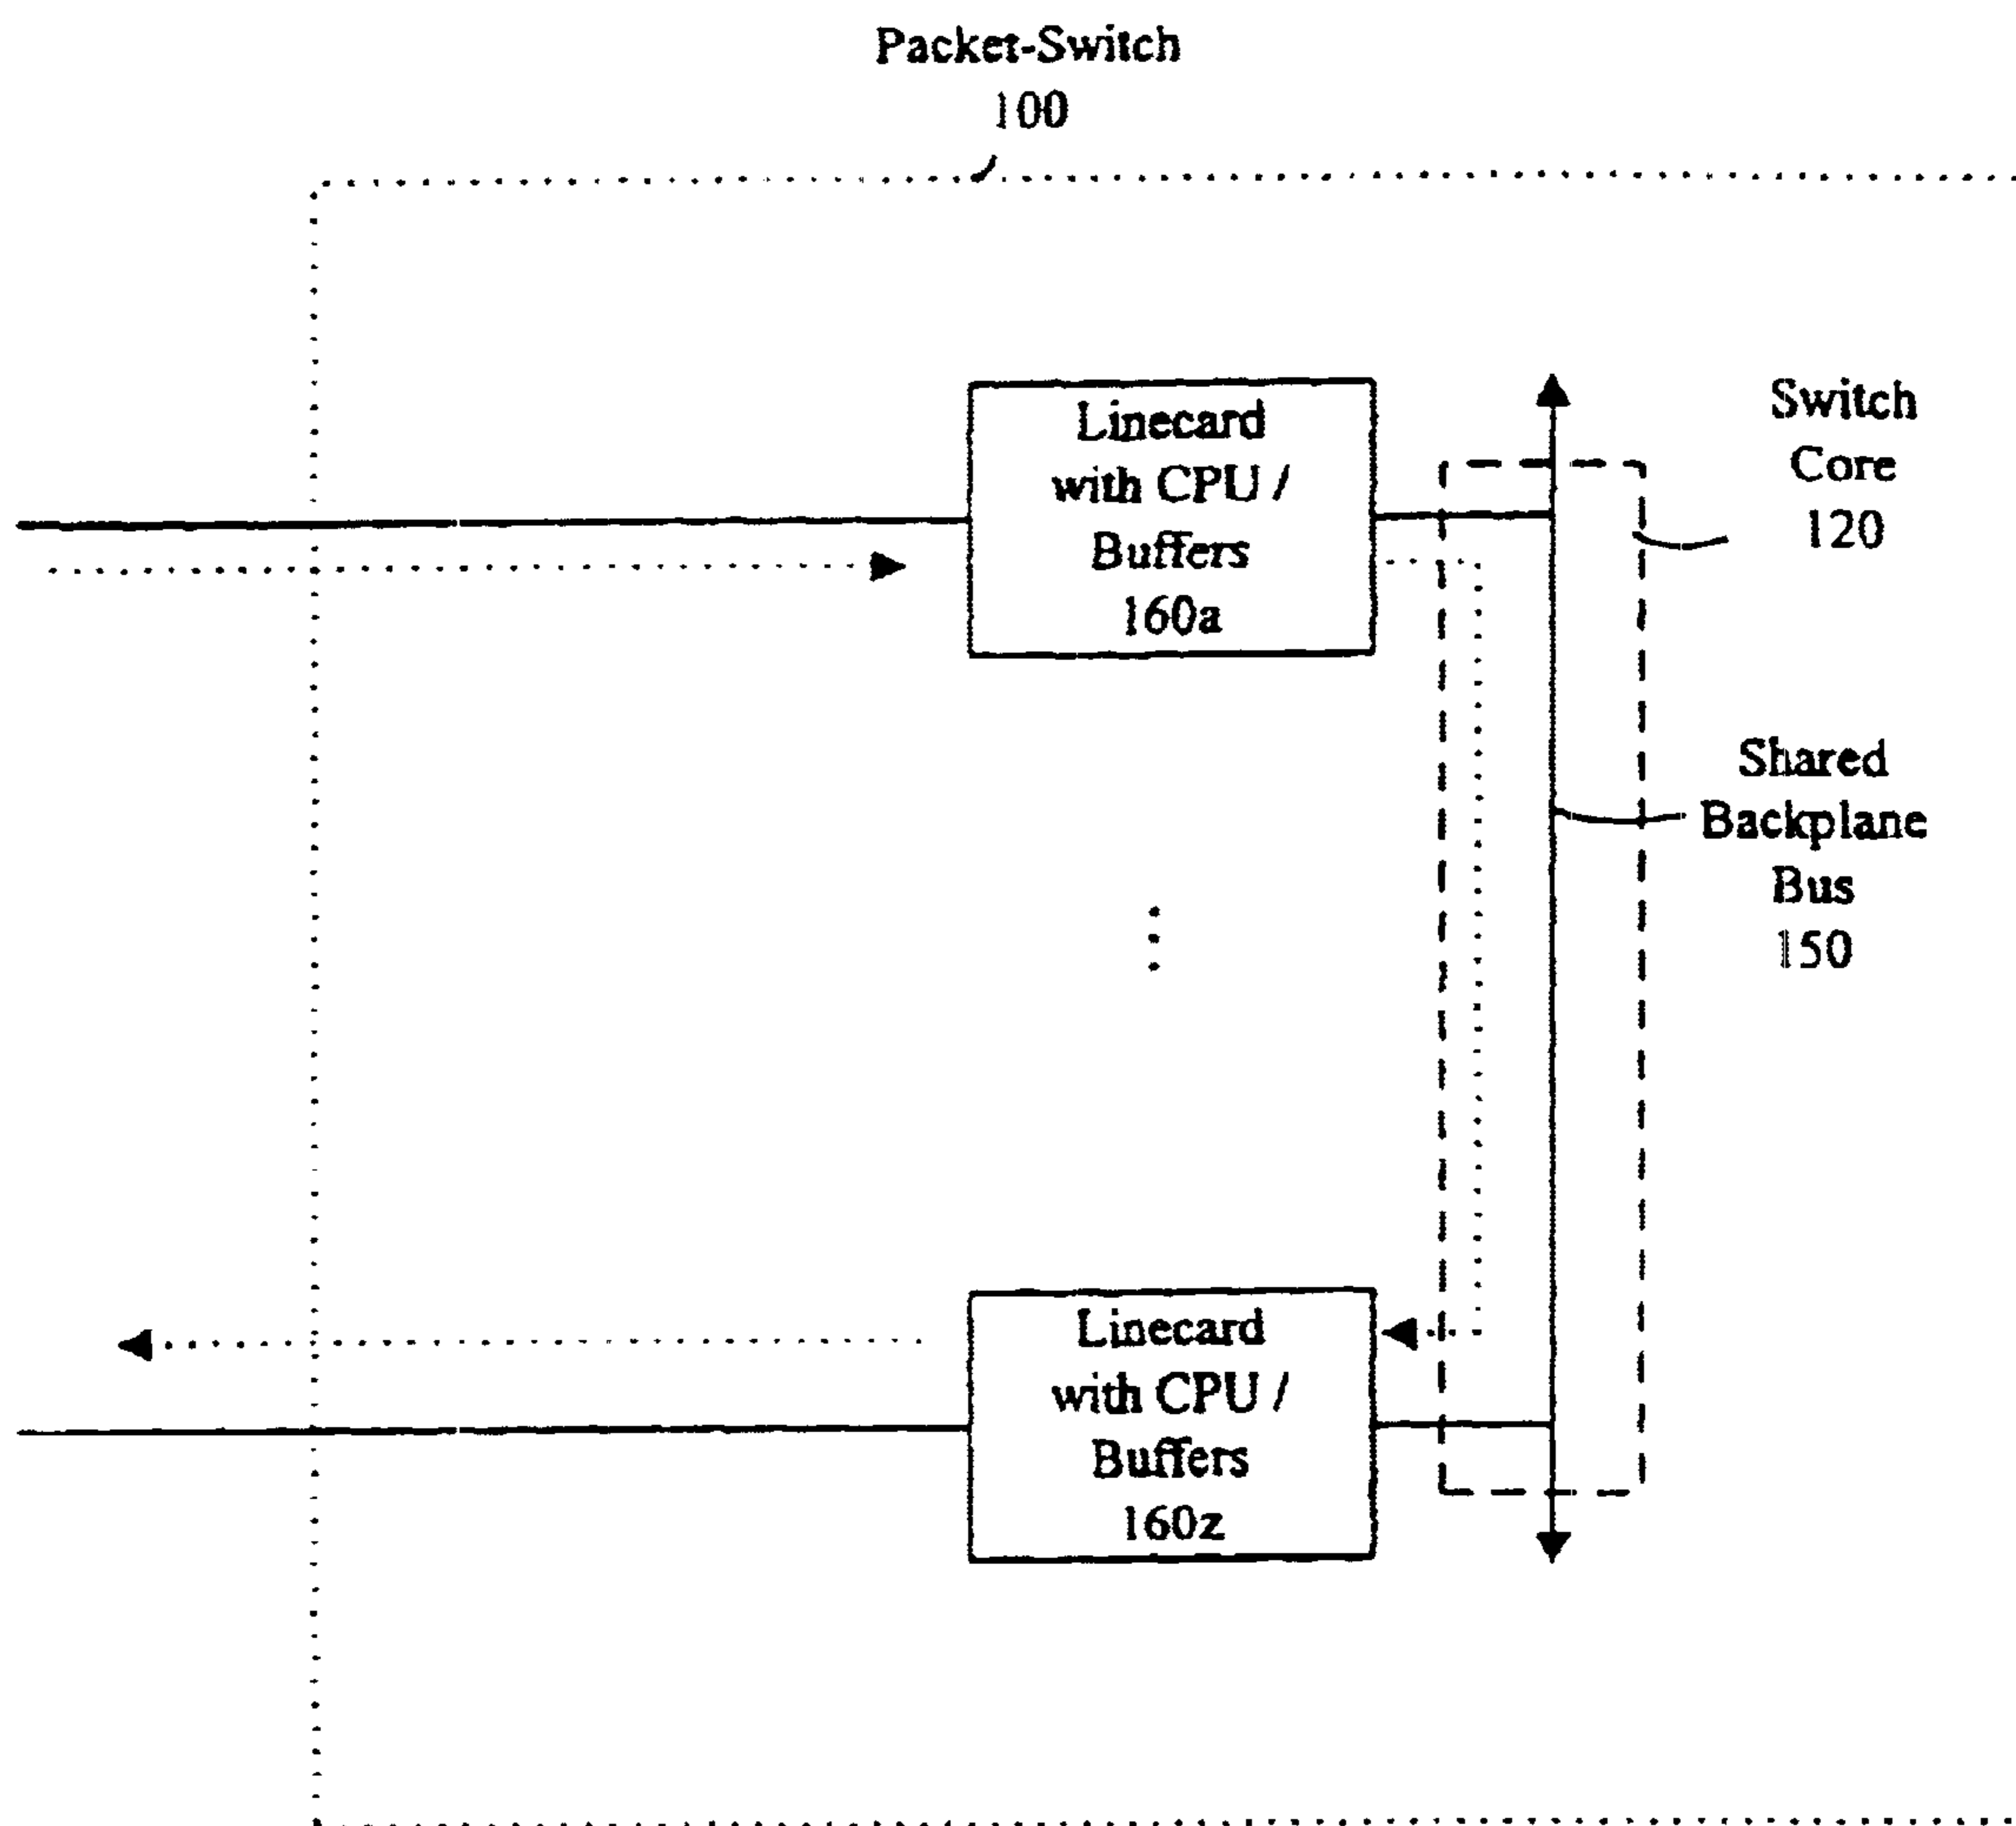 Packet-Switch
100
Linecard
with CPU /
Buffers
160a
Switch
Core
120
Shared
Backplane
Bus
150
Linecard
with CPU /
Buffers
160z